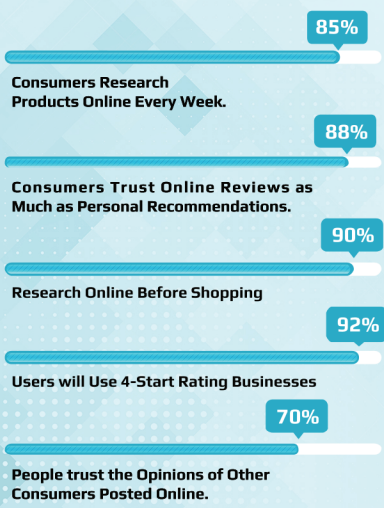 85%
Consumers Research
Products Online Every Week.
88%
Consumers Trust Online Reviews as
Much as Personal Recommendations.
90%
Research Online Before Shopping
92%
Users will Use 4-Start Rating Businesses
70%
People trust the Opinions of Other
Consumers Posted Online.